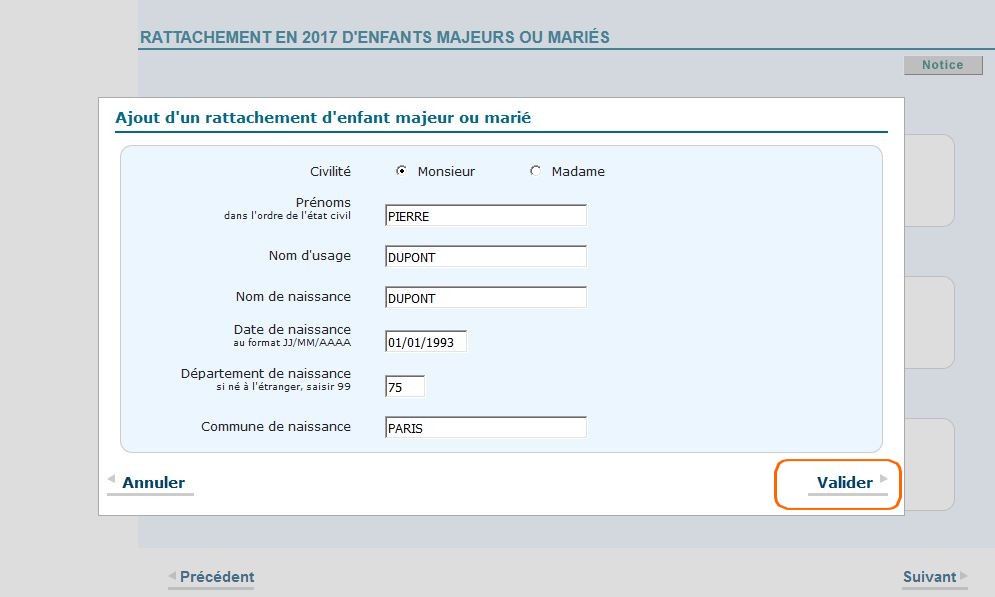 RATTACHEMENT EN 2017 D'ENFANTS MAJEURS OU MARIÉS
Notice
Ajout d'un rattachement d'enfant majeur ou marié
Civilité Monsieur Madame
Prénoms
dans l'ordre de l'état civil PIERRE
Nom d'usage DUPONT
Nom de naissance DUPONT
Date de naissance
au format JJ/MM/AAAA 01/01/1993
Département de naissance
si né à l'étranger, saisir 99 75
Commune de naissance PARIS
Annuler Valider
Précédent Suivant